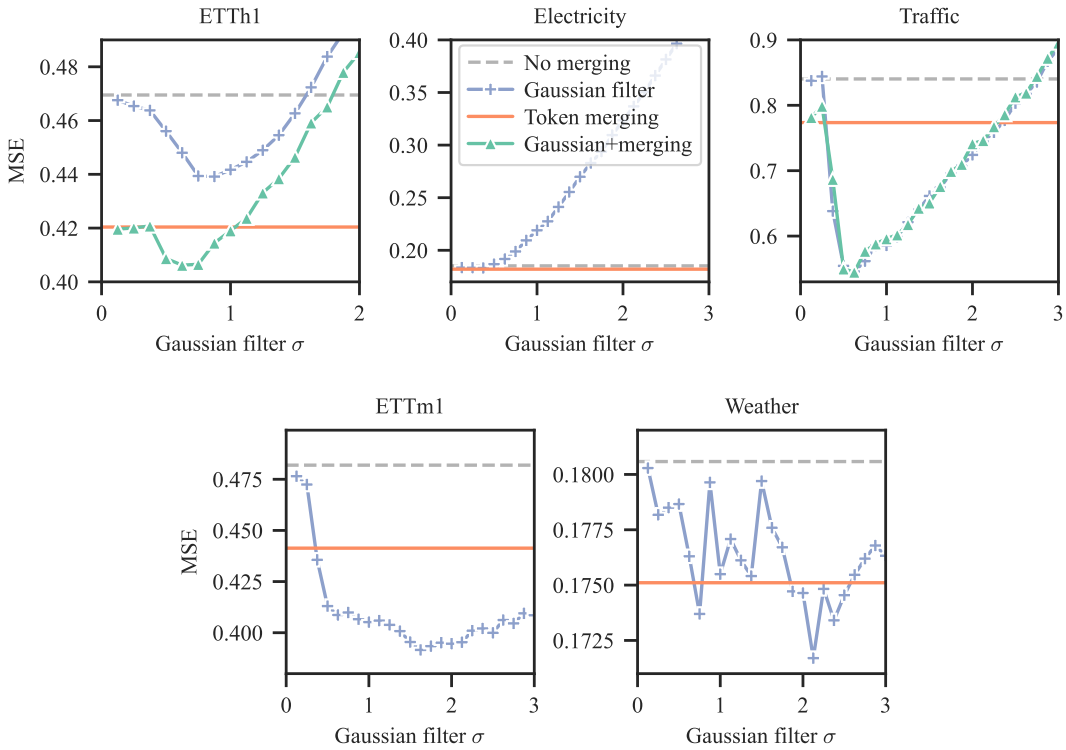 ETTh1
Electricity
Traffic
MSE
0.48
0.46
0.44
0.42
0.40
0
1
2
Gaussian filter σ
0.40
0.35
0.30
0.25
0.20
No merging
Gaussian filter
Token merging
Gaussian+merging
0
1
2
3
Gaussian filter σ
0.9
0.8
0.7
0.6
0
1
2
3
Gaussian filter σ
ETTm1
Weather
MSE
0.475
0.450
0.425
0.400
0
1
2
3
Gaussian filter σ
0.1800
0.1775
0.1750
0.1725
0
1
2
3
Gaussian filter σ